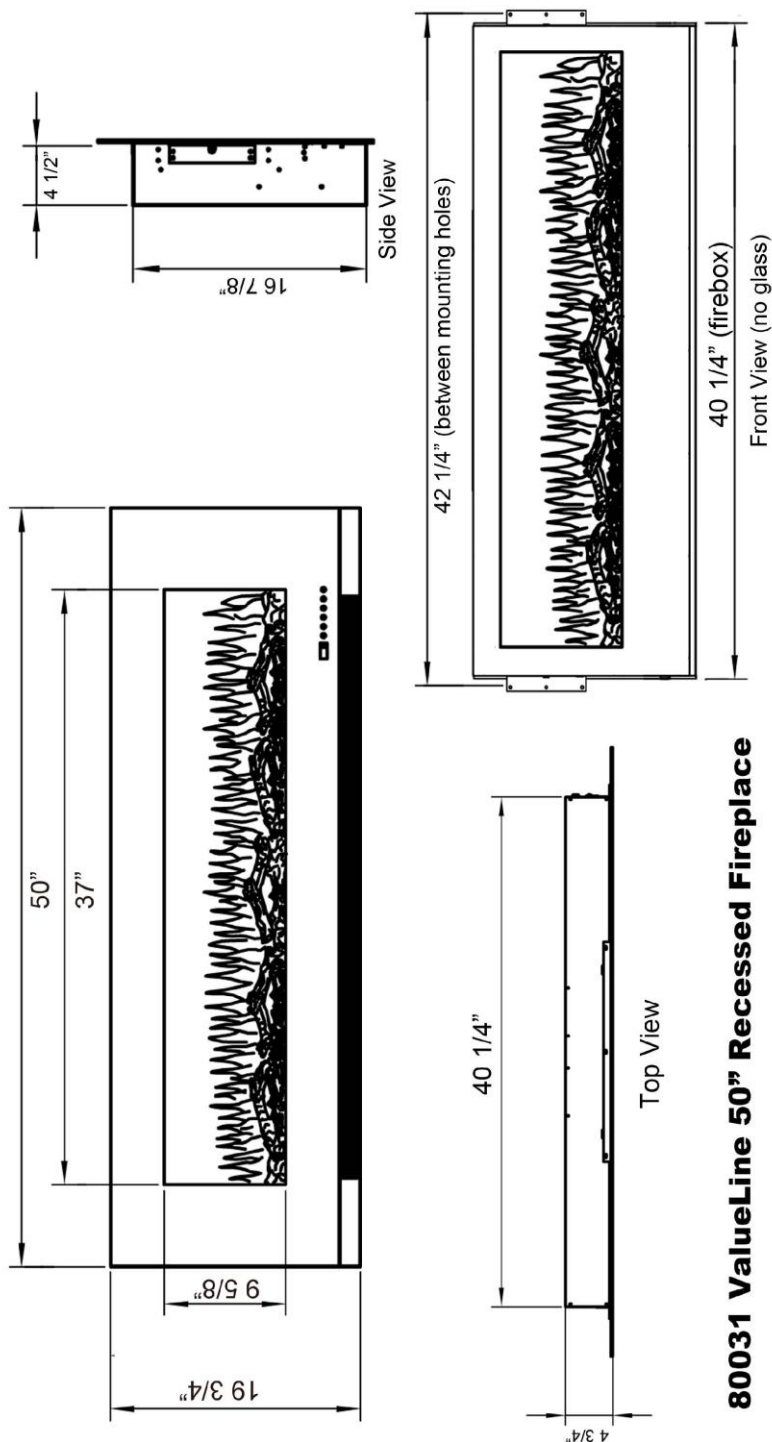 50”
37”
19 3/4”
9 5/8”
4 1/2”
16 7/8”
Side View
40 1/4”
4 3/4”
Top View
42 1/4” (between mounting holes)
40 1/4” (firebox)
Front View (no glass)
80031 ValueLine 50” Recessed Fireplace